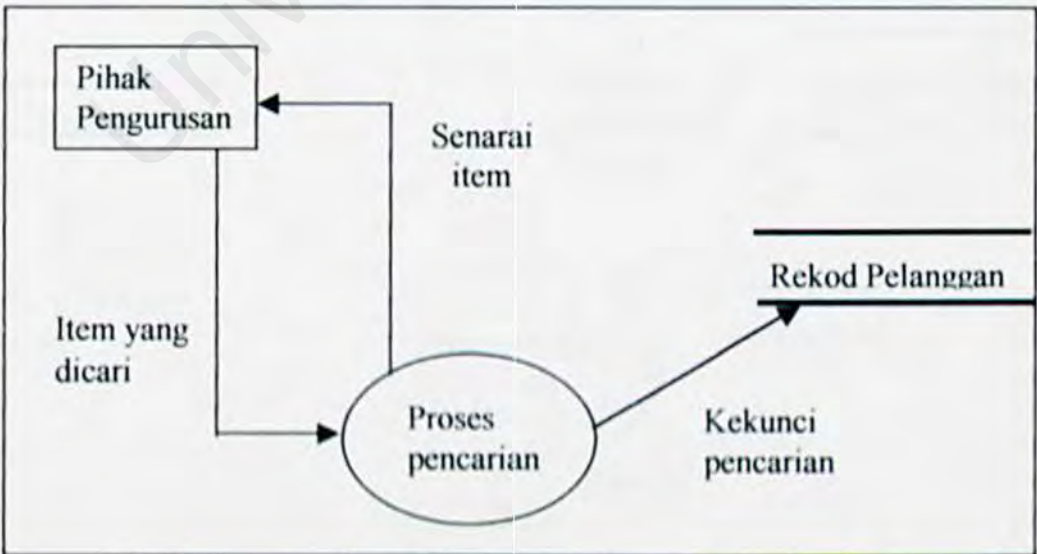 Pihak
Pengurusan
Senarai
item
Rekod Pelanggan
Item yang
dicari
Proses
pencarian
Kekunci
pencarian